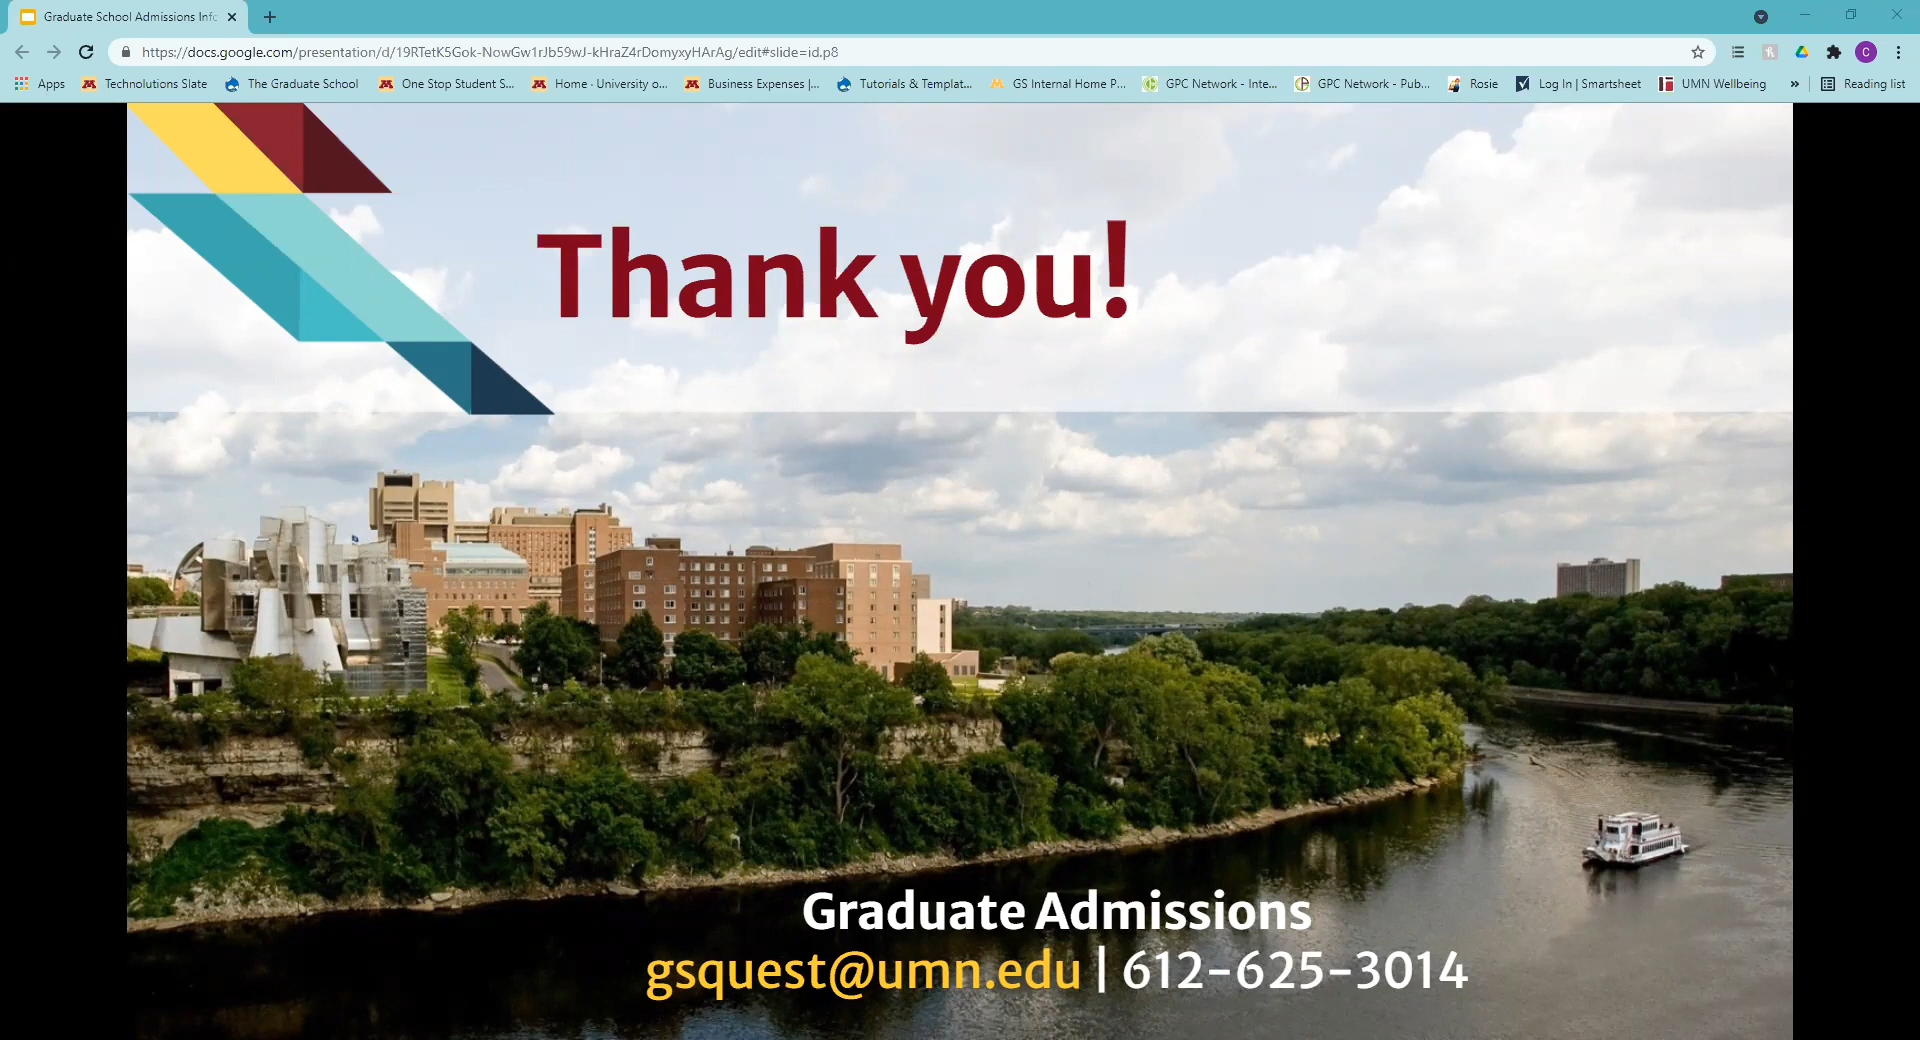 Graduate School Admissions Info
https://docs.google.com/presentation/d/19RTetK5Gok-NowGw1rJb59wJ-kHraZ4rDomyxyHArAg/edit#slide=id.p8
C
Apps Technolutions Slate The Graduate School One Stop Student S... Home - University o... Business Expenses |... Tutorials & Templat... GS Internal Home P... GPC Network - Inte... GPC Network - Pub... Rosie Log In | Smartsheet UMN Wellbeing » Reading list
Thank you!
Graduate Admissions
gsquest@umn.edu | 612-625-3014